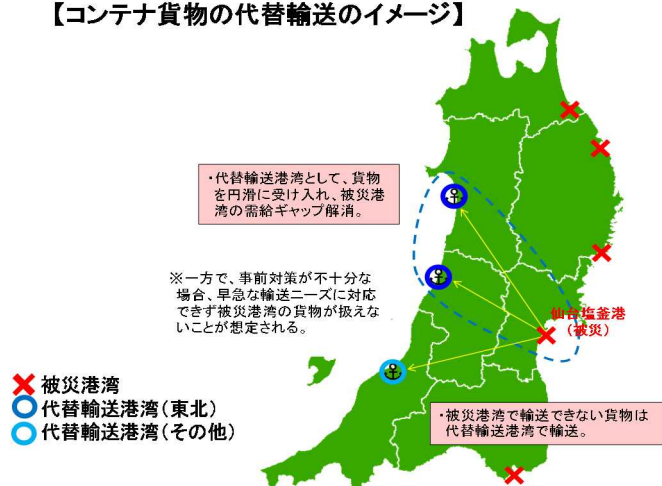 【コンテナ貨物の代替輸送のイメージ】
・代替輸送港湾として、貨物
を円滑に受け入れ、被災港
湾の需給ギャップ解消。
※一方で、事前対策が不十分な
場合、早急な輸送ニーズに対応
できず被災港湾の貨物が扱えな
いことが想定される。
仙台塩釜港
（被災）
被災港湾
代替輸送港湾（東北）
代替輸送港湾（その他）
・被災港湾で輸送できない貨物は
代替輸送港湾で輸送。